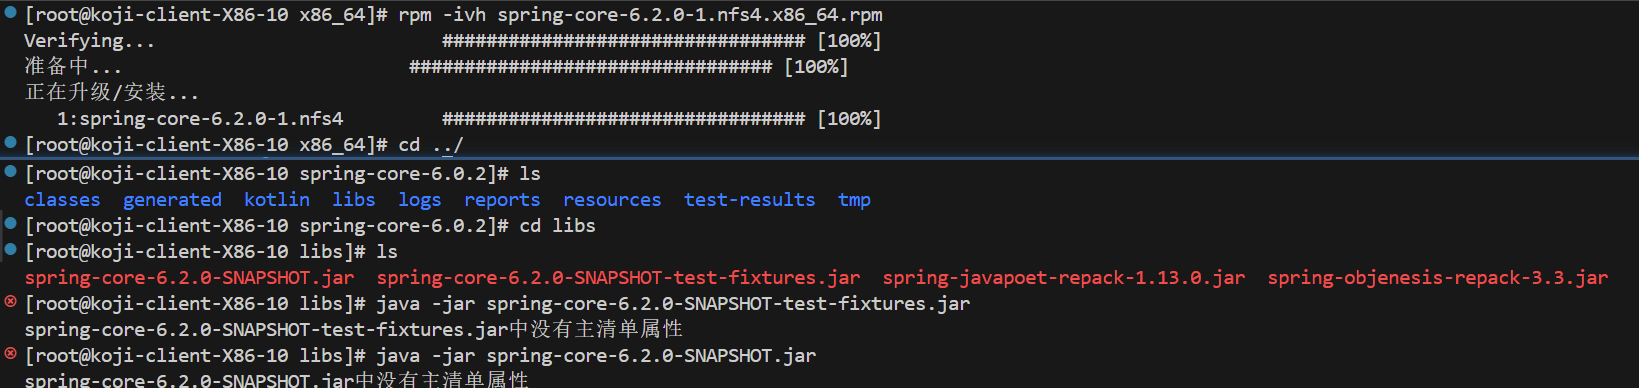 [root@koji-client-X86-10 x86_64]# rpm -ivh spring-core-6.2.0-1.nfs4.x86_64.rpm
Verifying... ################################# [100%]
准备中... ################################# [100%]
正在升级/安装...
1:spring-core-6.2.0-1.nfs4 ################################# [100%]
[root@koji-client-X86-10 x86_64]# cd ../
[root@koji-client-X86-10 spring-core-6.0.2]# ls
classes generated kotlin libs logs reports resources test-results tmp
[root@koji-client-X86-10 spring-core-6.0.2]# cd libs
[root@koji-client-X86-10 libs]# ls
spring-core-6.2.0-SNAPSHOT.jar spring-core-6.2.0-SNAPSHOT-test-fixtures.jar spring-javapoet-repack-1.13.0.jar spring-objenesis-repack-3.3.jar
[root@koji-client-X86-10 libs]# java -jar spring-core-6.2.0-SNAPSHOT-test-fixtures.jar
spring-core-6.2.0-SNAPSHOT-test-fixtures.jar中没有主清单属性
[root@koji-client-X86-10 libs]# java -jar spring-core-6.2.0-SNAPSHOT.jar
spring-core-6.2.0-SNAPSHOT.jar中没有主清单属性